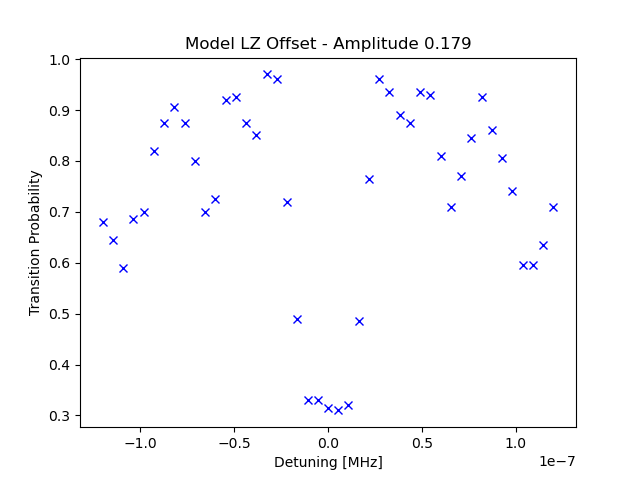 Model LZ Offset - Amplitude 0.179
1.0
0.9
0.8
0.7
0.6
0.5
0.4
0.3
Transition Probability
−1.0 −0.5 0.0 0.5 1.0
1e−7
Detuning [MHz]